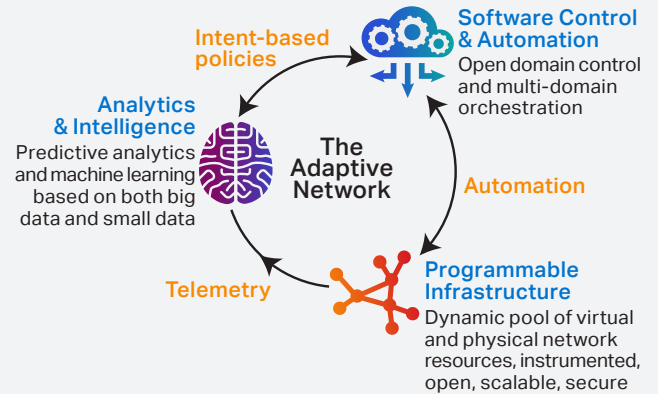 Software Control
& Automation
Open domain control
and multi-domain
orchestration
Intent-based
policies
Analytics
& Intelligence
Predictive analytics
and machine learning
based on both big
data and small data
The
Adaptive
Network
Automation
Telemetry
Programmable
Infrastructure
Dynamic pool of virtual
and physical network
resources, instrumented,
open, scalable, secure